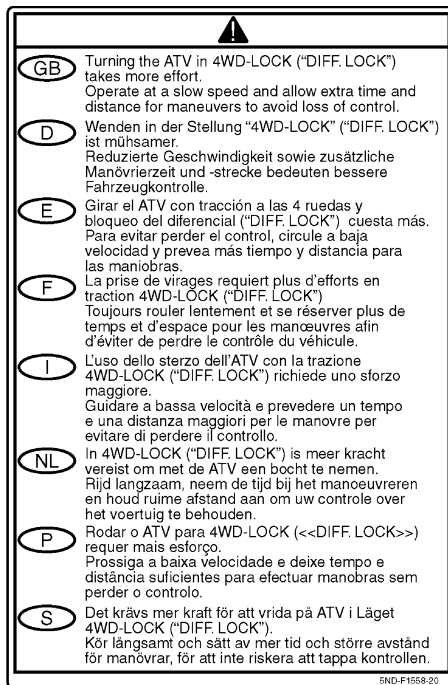 GB
Turning the ATV in 4WD-LOCK (“DIFF. LOCK”)
takes more effort.
Operate at a slow speed and allow extra time and
distance for maneuvers to avoid loss of control.
D
Wenden in der Stellung “4WD-LOCK” (“DIFF. LOCK”)
ist mühsamer.
Reduzierte Geschwindigkeit sowie zusätzliche
Manövrierzeit und -strecke bedeuten bessere
Fahrzeugkontrolle.
E
Girar el ATV con tracción a las 4 ruedas y
bloqueo del diferencial (“DIFF. LOCK”) cuesta más.
Para evitar perder el control, circule a baja
velocidad y prevea más tiempo y distancia para
las maniobras.
F
La prise de virages requiert plus d’efforts en
traction 4WD-LOCK (“DIFF. LOCK”)
Toujours rouler lentement et se réserver plus de
temps et d’espace pour les manœuvres afin
d’éviter de perdre le contrôle du véhicule.
I
L’uso dello sterzo dell’ATV con la trazione
4WD-LOCK (“DIFF. LOCK”) richiede uno sforzo
maggiore.
Guidare a bassa velocità e prevedere un tempo
e una distanza maggiori per le manovre per
evitare di perdere il controllo.
NL
In 4WD-LOCK (“DIFF. LOCK”) is meer kracht
vereist om met de ATV een bocht te nemen.
Rijd langzaam, neem de tijd bij het manoeuvreren
en houd ruime afstand aan om uw controle over
het voertuig te behouden.
P
Rodar o ATV para 4WD-LOCK (<<DIFF. LOCK>>)
requer mais esforço.
Prossiga a baixa velocidade e deixe tempo e
distância suficientes para efectuar manobras sem
perder o controlo.
S
Det krävs mer kraft för att vrida på ATV i Läget
4WD-LOCK (“DIFF. LOCK”).
Kör långsamt och sätt av mer tid och större avstånd
för manövrar, för att inte riskera att tappa kontrollen.
5ND-F1558-20